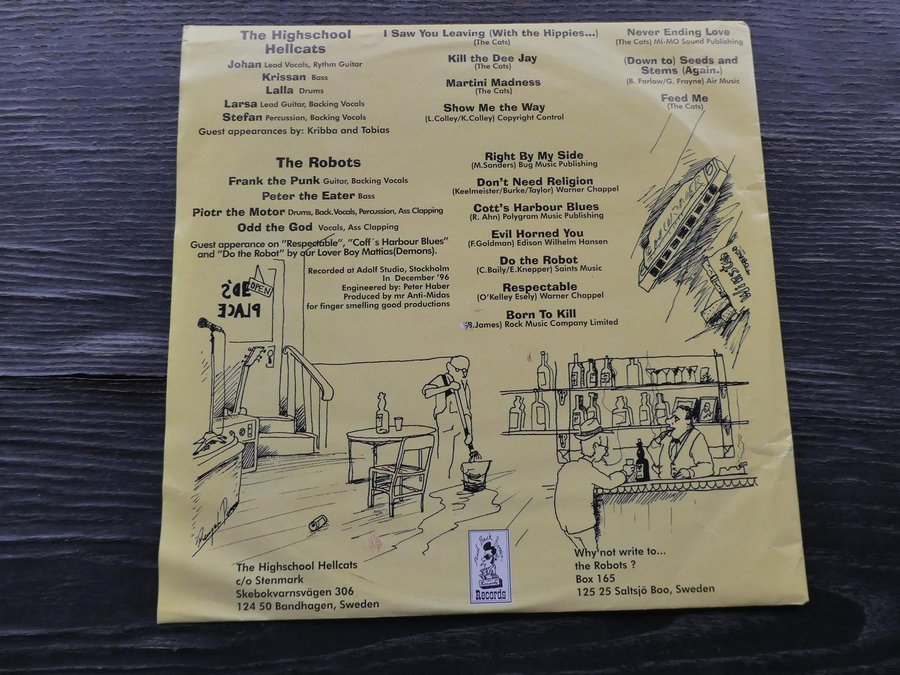 The Highschool
Hellcats
Johan Lead Vocals, Rythm Guitar
Krissan Bass
Lalla Drums
Larsa Lead Guitar, Backing Vocals
Stefan Percussion, Backing Vocals
Guest appearances by: Kribba and Tobias
I Saw You Leaving (With the Hippies...)
(The Cats)
Kill the Dee Jay
(The Cats)
Martini Madness
(The Cats)
Show Me the Way
(L.Colley/K.Colley) Copyright Control
Never Ending Love
(The Cats) MI-MO Sound Publishing
(Down to) Seeds and
Stems (Again.)
(B. Farlow/G. Frayne) Air Music
Feed Me
(The Cats)
The Robots
Frank the Punk Guitar, Backing Vocals
Peter the Eater Bass
Piotr the Motor Drums, Back.Vocals, Percussion, Ass Clapping
Odd the God Vocals, Ass Clapping
Guest apperance on "Respectable", "Coff´s Harbour Blues"
and "Do the Robot" by our Lover Boy Mattias(Demons).
Recorded at Adolf Studio, Stockholm
In December '96
Engineered by: Peter Haber
Produced by mr Anti-Midas
for finger smelling good productions
Right By My Side
(M.Sanders) Bug Music Publishing
Don't Need Religion
(Keelmeister/Burke/Taylor) Warner Chappel
Cott's Harbour Blues
(R. Ahn) Polygram Music Publishing
Evil Horned You
(F.Goldman) Edison Wilhelm Hansen
Do the Robot
(C.Baily/E.Knepper) Saints Music
Respectable
(O'Kelley Esely) Warner Chappel
Born To Kill
(B.James) Rock Music Company Limited
OPEN
PLACE
The Highschool Hellcats
c/o Stenmark
Skebokvarnsvägen 306
124 50 Bandhagen, Sweden
Records
Why not write to...
the Robots ?
Box 165
125 25 Saltsjö Boo, Sweden